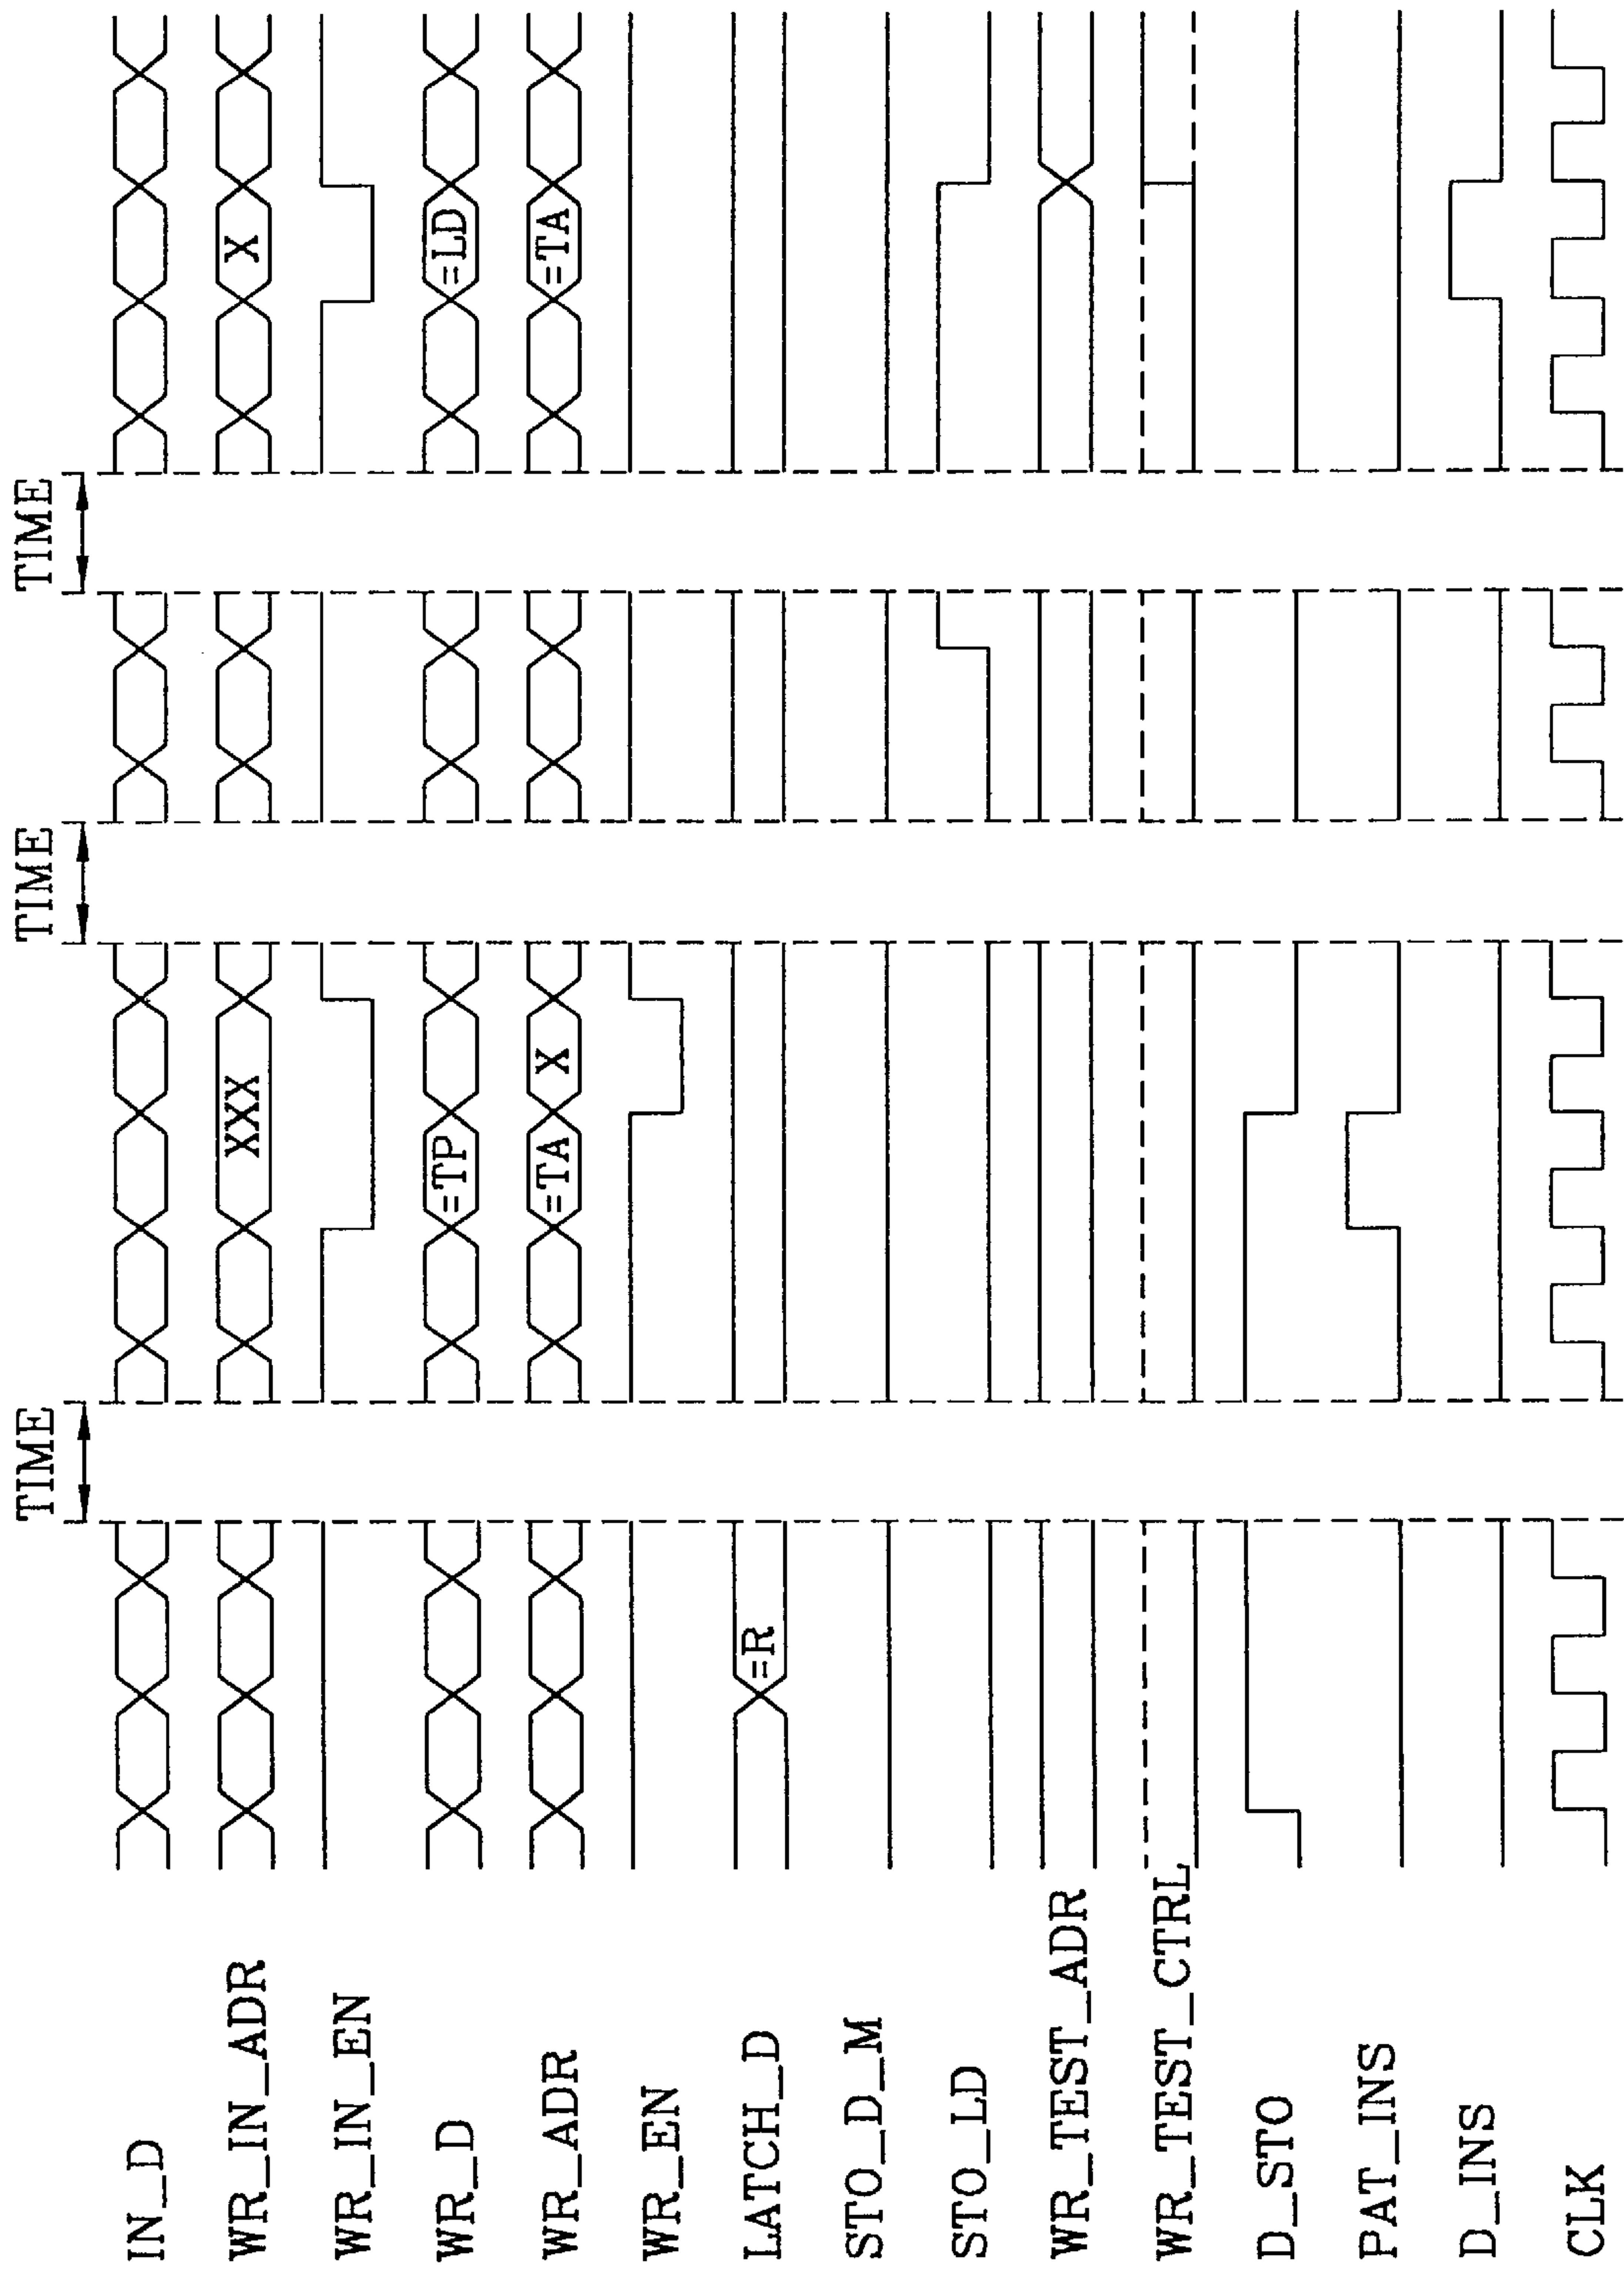 TIME TIME TIME
IN_D
WR_IN_ADR XXX X
WR_IN_EN
WR_D =TP =LD
WR_ADR =TA X =TA
WR_EN
LATCH_D =R
STO_D_M
STO_LD
WR_TEST_ADR
WR_TEST_CTRL
D_STO
PAT_INS
D_INS
CLK